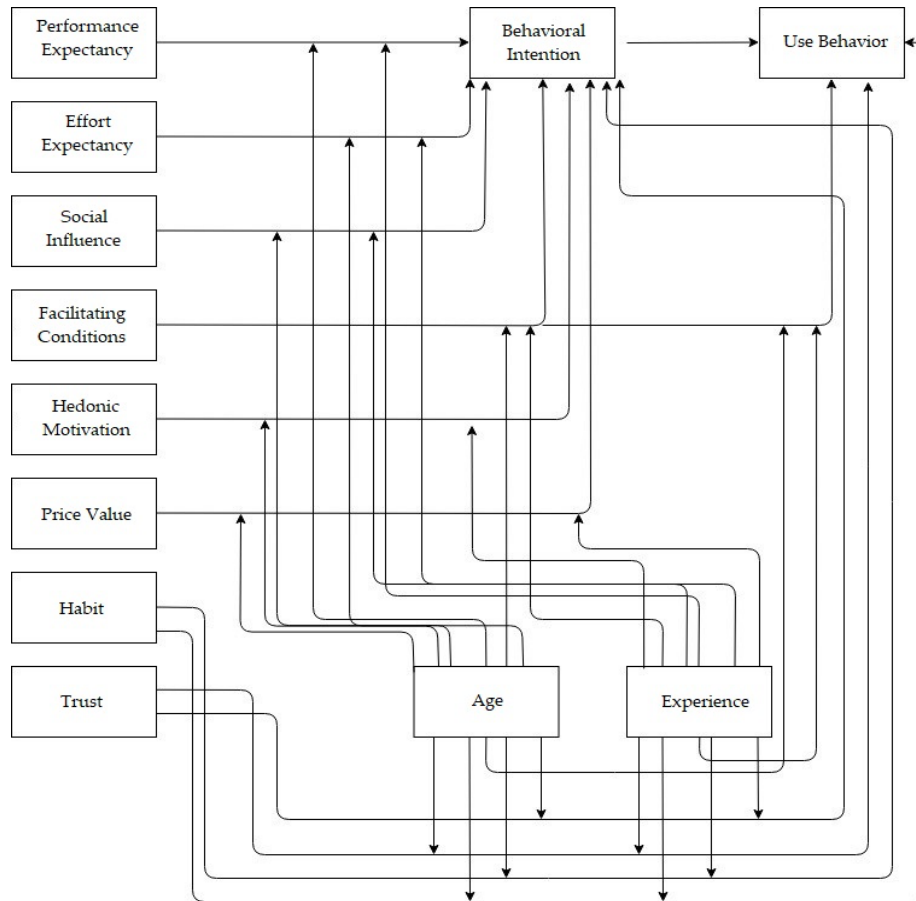 Performance
Expectancy
Behavioral
Intention
Use Behavior
Effort
Expectancy
Social
Influence
Facilitating
Conditions
Hedonic
Motivation
Price Value
Habit
Trust
Age
Experience